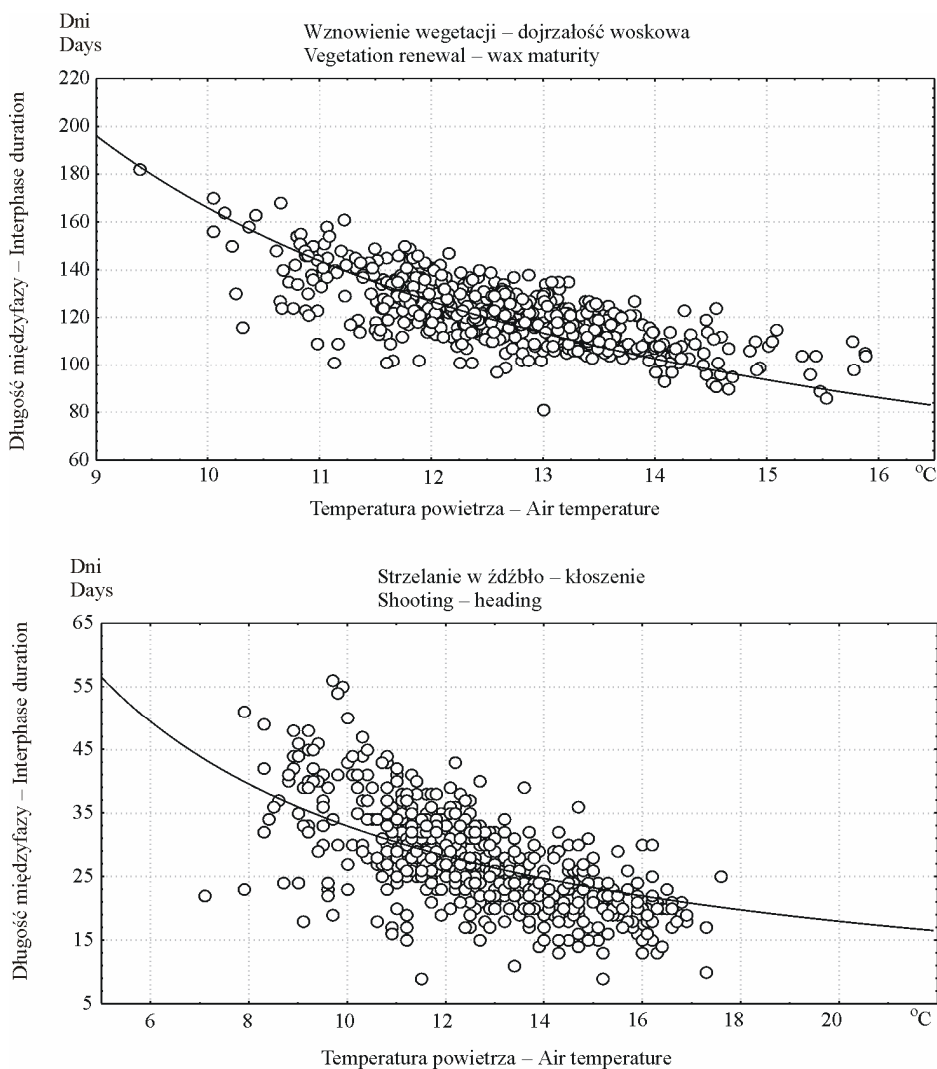 Dni
Days
Wznowienie wegetacji – dojrzałość woskowa
Vegetation renewal – wax maturity
Długość międzyfazy – Interphase duration
220
200
180
160
140
120
100
80
60
9 10 11 12 13 14 15 16 °C
Temperatura powietrza – Air temperature
Dni
Days
Strzelanie w źdźbło – kłoszenie
Shooting – heading
Długość międzyfazy – Interphase duration
65
55
45
35
25
15
5
6 8 10 12 14 16 18 20 °C
Temperatura powietrza – Air temperature